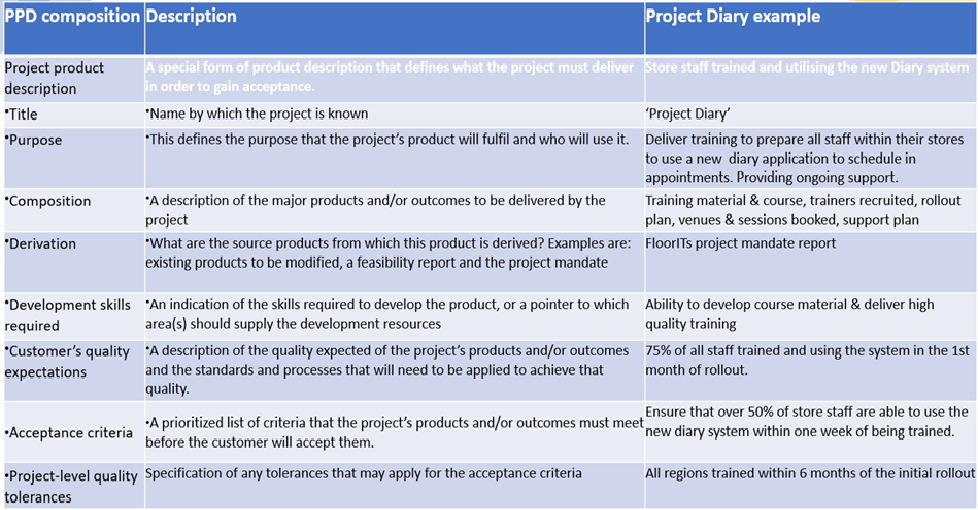 PPD composition
Description
Project Diary example
Project product
description
A special form of product description that defines what the project must deliver
in order to gain acceptance.
Store staff trained and utilising the new Diary system
•Title
•Name by which the project is known
‘Project Diary’
•Purpose
•This defines the purpose that the project’s product will fulfil and who will use it.
Deliver training to prepare all staff within their stores
to use a new diary application to schedule in
appointments. Providing ongoing support.
•Composition
•A description of the major products and/or outcomes to be delivered by the
project
Training material & course, trainers recruited, rollout
plan, venues & sessions booked, support plan
•Derivation
•What are the source products from which this product is derived? Examples are:
existing products to be modified, a feasibility report and the project mandate
FloorITs project mandate report
•Development skills
required
•An indication of the skills required to develop the product, or a pointer to which
area(s) should supply the development resources
Ability to develop course material & deliver high
quality training
•Customer’s quality
expectations
•A description of the quality expected of the project’s products and/or outcomes
and the standards and processes that will need to be applied to achieve that
quality.
75% of all staff trained and using the system in the 1st
month of rollout.
•Acceptance criteria
•A prioritized list of criteria that the project’s products and/or outcomes must meet
before the customer will accept them.
Ensure that over 50% of store staff are able to use the
new diary system within one week of being trained.
•Project-level quality
tolerances
Specification of any tolerances that may apply for the acceptance criteria
All regions trained within 6 months of the initial rollout